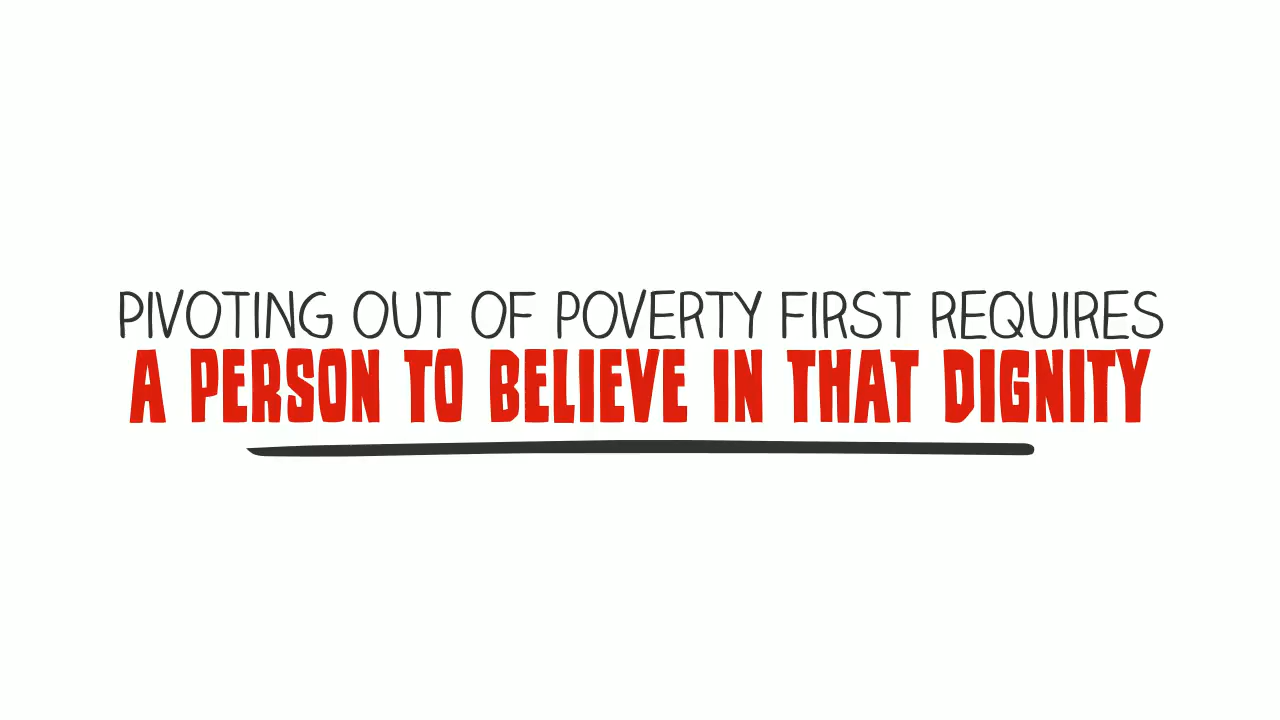 PIVOTING OUT OF POVERTY FIRST REQUIRES
A PERSON TO BELIEVE IN THAT DIGNITY